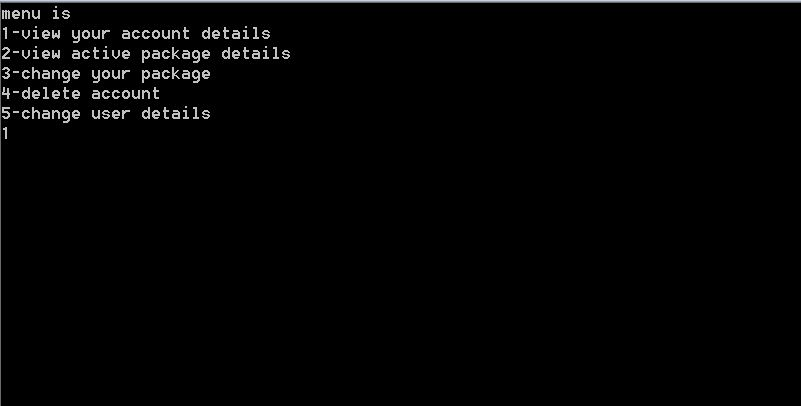 menu is
1-view your account details
2-view active package details
3-change your package
4-delete account
5-change user details
1